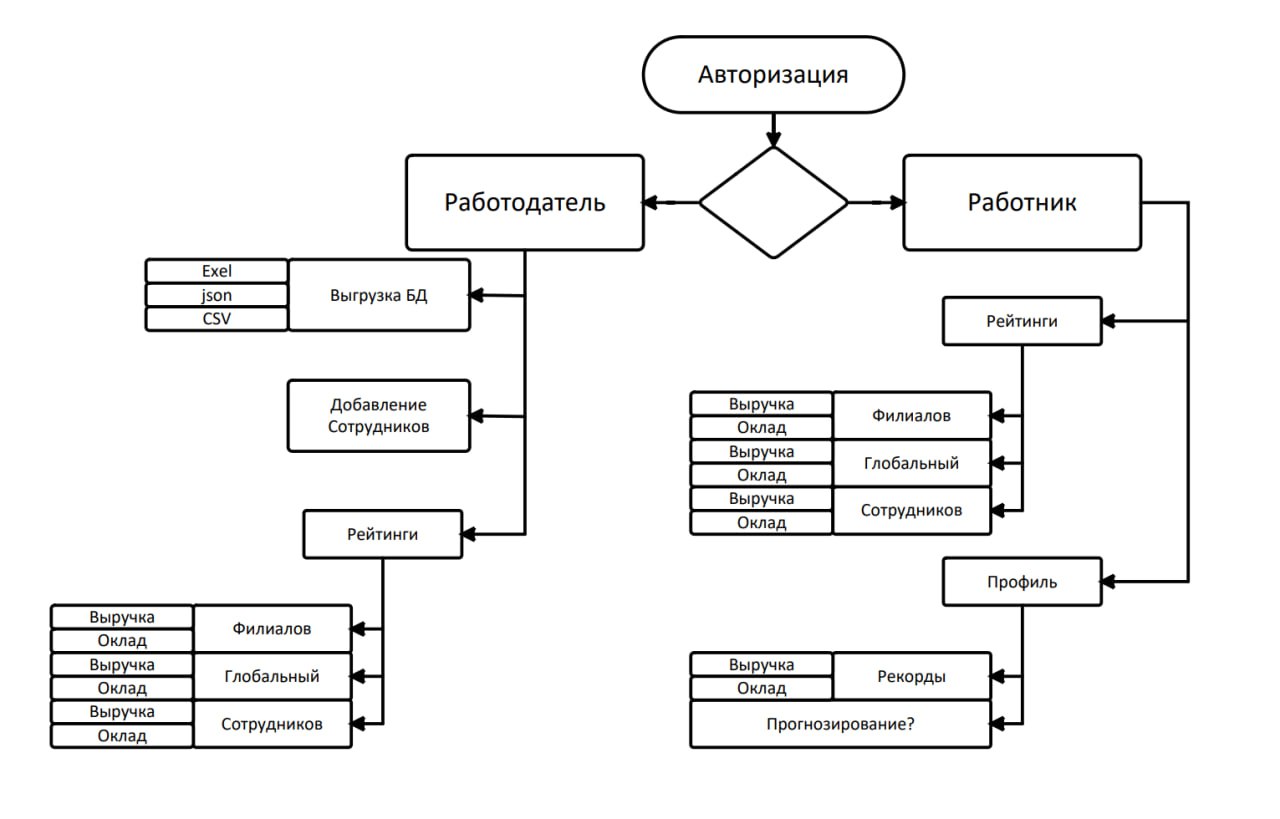 Авторизация
Работодатель
Работник
Exel
json
CSV
Выгрузка БД
Добавление
Сотрудников
Рейтинги
Выручка
Оклад
Филиалов
Выручка
Оклад
Глобальный
Выручка
Оклад
Сотрудников
Рейтинги
Выручка
Оклад
Филиалов
Выручка
Оклад
Глобальный
Выручка
Оклад
Сотрудников
Профиль
Выручка
Оклад
Рекорды
Прогнозирование?